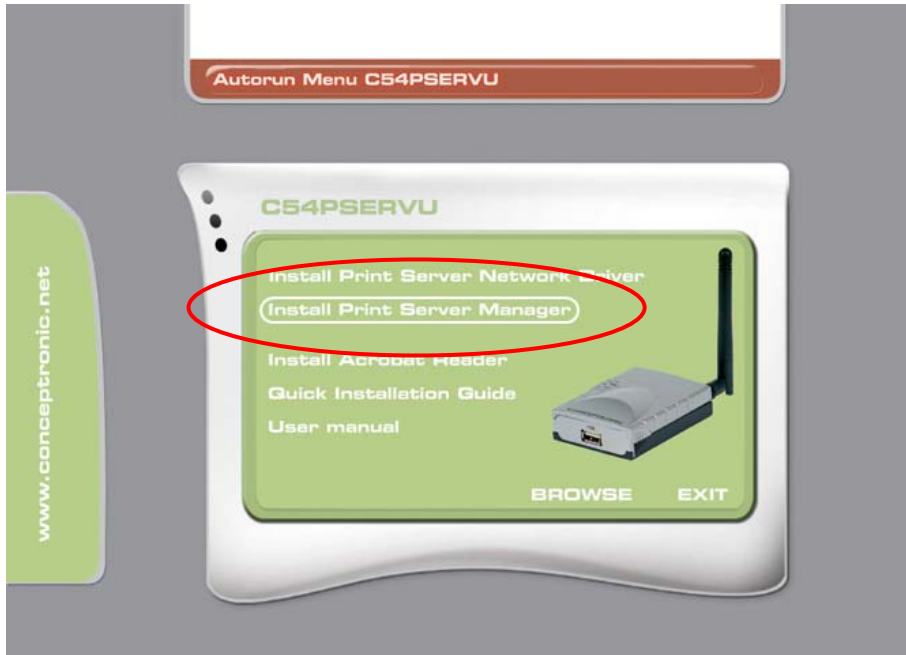 Autorun Menu C54PSERVU
www.conceptronic.net
C54PSERVU
Install Print Server Network Driver
Install Print Server Manager
Install Acrobat Reader
Quick Installation Guide
User manual
BROWSE
EXIT